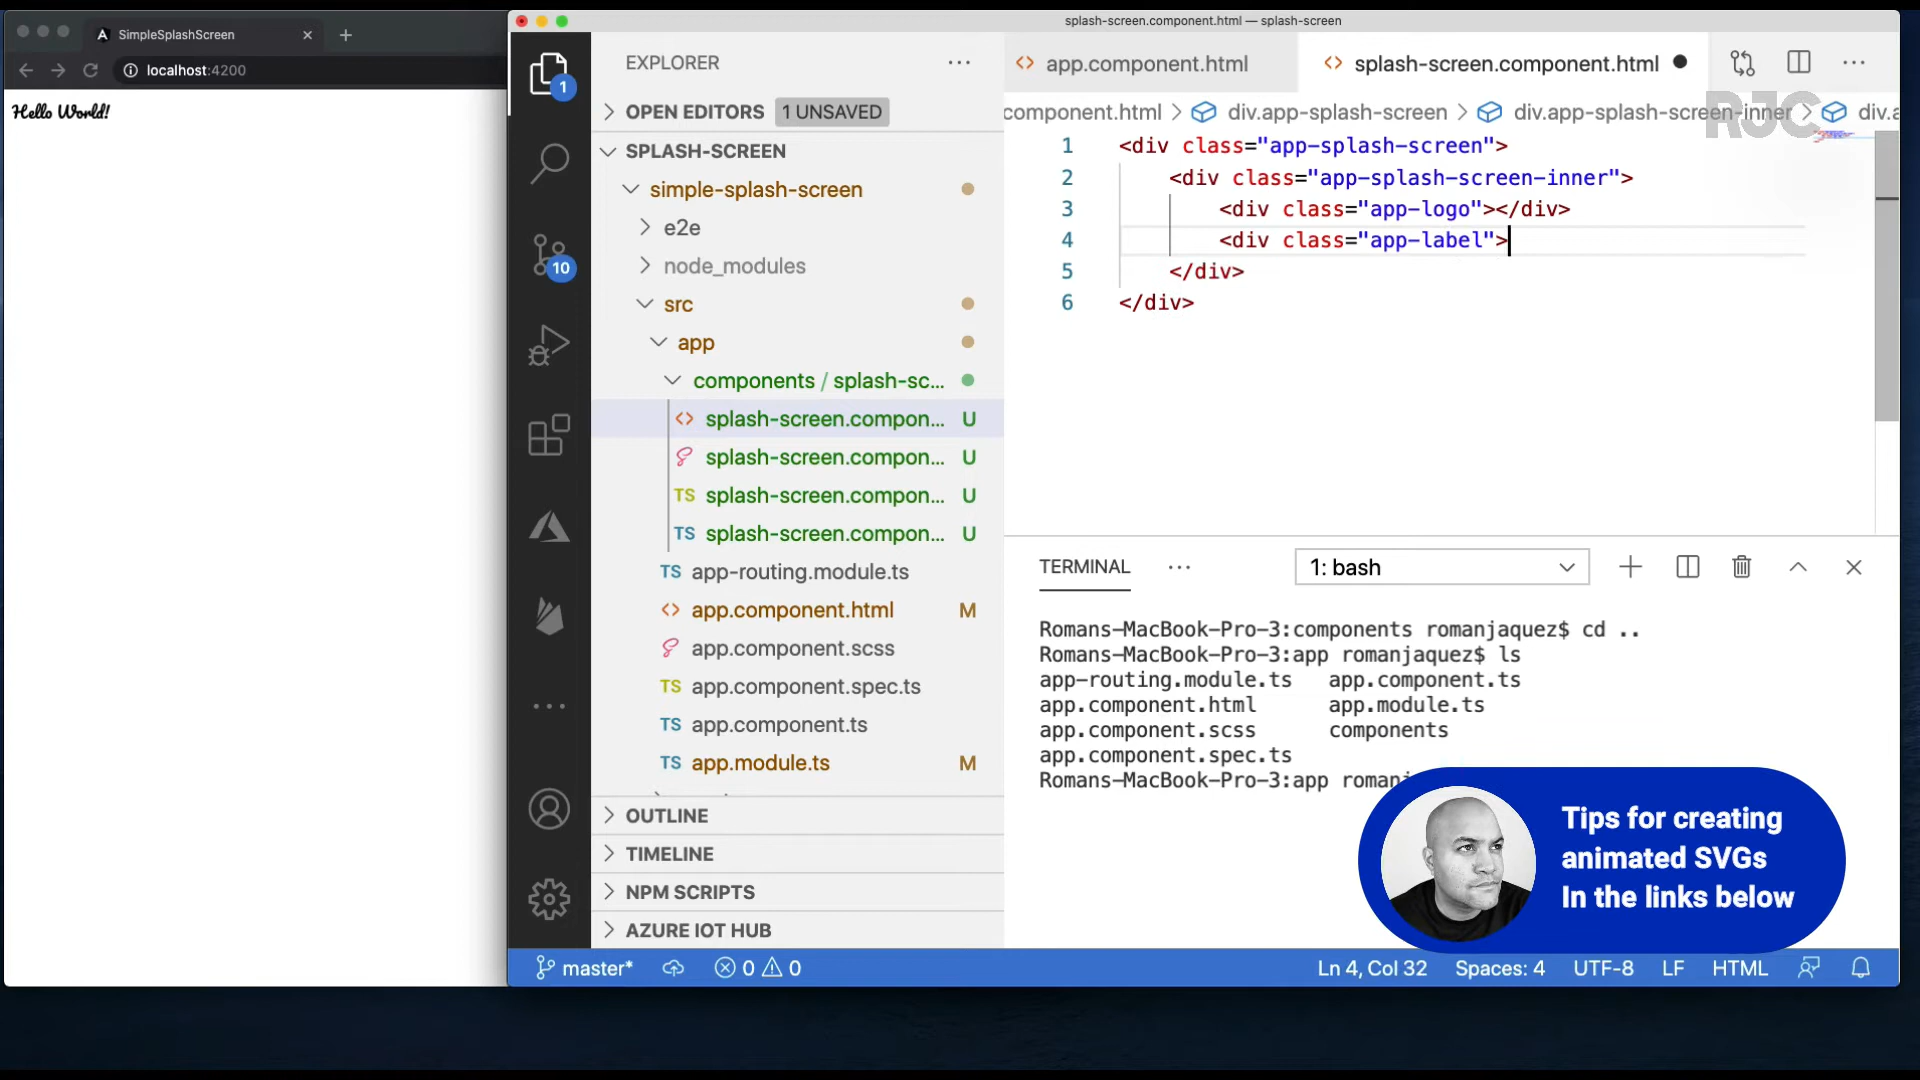 SimpleSplashScreen
localhost:4200
Hello World!
splash-screen.component.html — splash-screen
1
10
EXPLORER
OPEN EDITORS 1 UNSAVED
SPLASH-SCREEN
simple-splash-screen
e2e
node_modules
src
app
components / splash-sc...
splash-screen.compon... U
splash-screen.compon... U
TS splash-screen.compon... U
TS splash-screen.compon... U
TS app-routing.module.ts
app.component.html M
app.component.scss
TS app.component.spec.ts
TS app.component.ts
TS app.module.ts M
OUTLINE
TIMELINE
NPM SCRIPTS
AZURE IOT HUB
app.component.html
splash-screen.component.html
component.html > div.app-splash-screen > div.app-splash-screen-inner > div.a
RJC
1 <div class="app-splash-screen">
2 <div class="app-splash-screen-inner">
3 <div class="app-logo"></div>
4 <div class="app-label">
5 </div>
6 </div>
TERMINAL ...
1: bash
Romans-MacBook-Pro-3:components romanjaquez$ cd ..
Romans-MacBook-Pro-3:app romanjaquez$ ls
app-routing.module.ts app.component.ts
app.component.html app.module.ts
app.component.scss components
app.component.spec.ts
Romans-MacBook-Pro-3:app romanj
Tips for creating
animated SVGs
In the links below
master* 0 0
Ln 4, Col 32 Spaces: 4 UTF-8 LF HTML